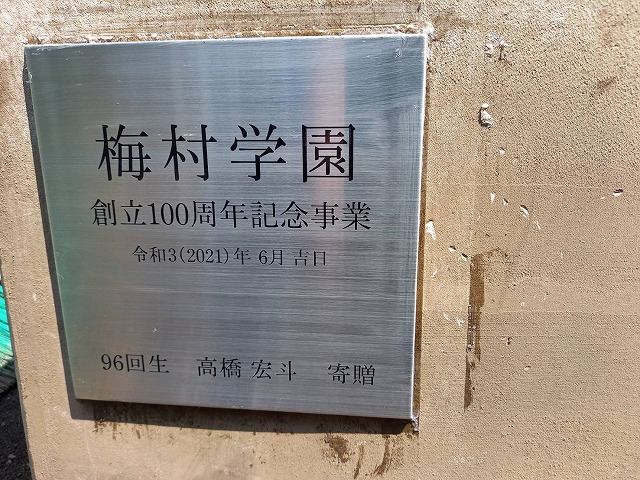 梅村学園
創立100周年記念事業
令和3(2021)年 6月 吉日
96回生 高橋 宏斗 寄贈